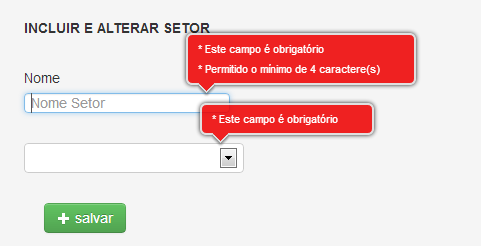 INCLUIR E ALTERAR SETOR
* Este campo é obrigatório
* Permitido o mínimo de 4 caractere(s)
Nome
Nome Setor
* Este campo é obrigatório
salvar